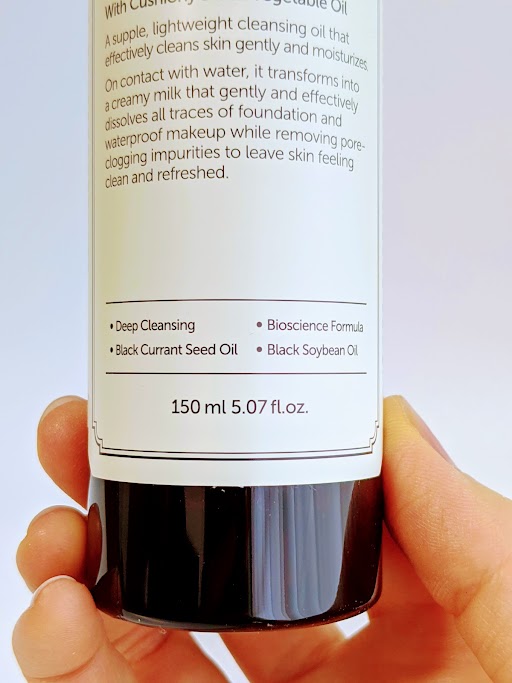 With
Vegetable Oil
A supple, lightweight cleansing oil that
effectively cleans skin gently and moisturizes.
On contact with water, it transforms into
a creamy milk that gently and effectively
dissolves all traces of foundation and
waterproof makeup while removing pore-
clogging impurities to leave skin feeling
clean and refreshed.
• Deep Cleansing
• Bioscience Formula
• Black Currant Seed Oil
• Black Soybean Oil
150 ml 5.07 fl.oz.